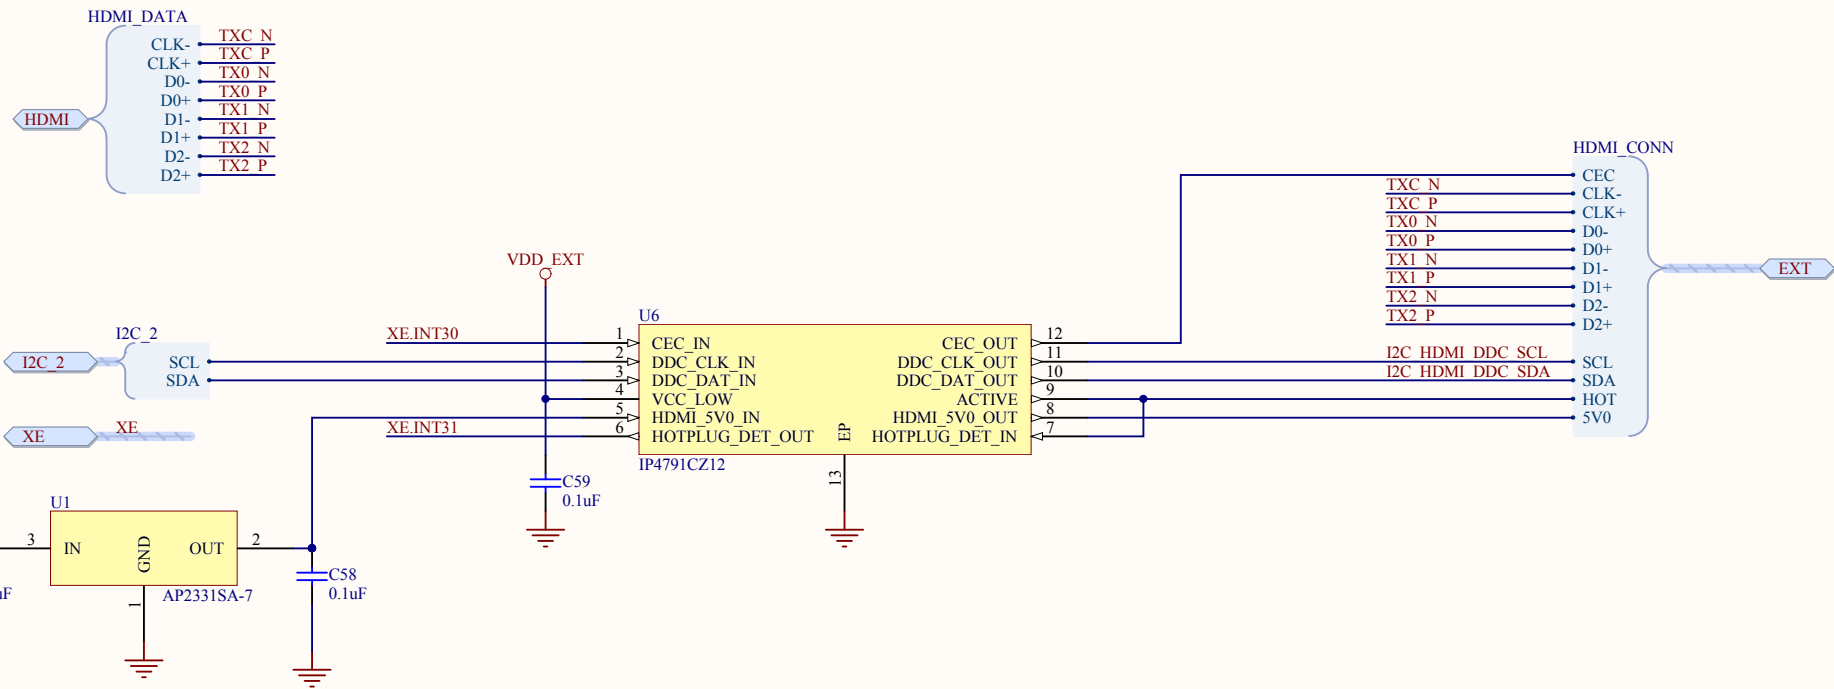 HDMI_DATA
CLK- TXC_N
CLK+ TXC_P
D0- TX0_N
D0+ TX0_P
D1- TX1_N
D1+ TX1_P
D2- TX2_N
D2+ TX2_P
HDMI
HDMI_CONN
CEC
TXC_N CLK-
TXC_P CLK+
TX0_N D0-
TX0_P D0+
TX1_N D1-
TX1_P D1+
TX2_N D2-
TX2_P D2+
I2C_HDMI_DDC_SCL SCL
I2C_HDMI_DDC_SDA SDA
HOT
5V0
EXT
VDD_EXT
I2C_2
I2C_2
SCL
SDA
XE XE
XE.INT30
XE.INT31
U6
1 CEC_IN CEC_OUT 12
2 DDC_CLK_IN DDC_CLK_OUT 11
3 DDC_DAT_IN DDC_DAT_OUT 10
4 VCC_LOW ACTIVE 9
5 HDMI_5V0_IN HDMI_5V0_OUT 8
6 HOTPLUG_DET_OUT HOTPLUG_DET_IN 7
EP
13
IP4791CZ12
C59
0.1uF
U1
3 IN GND OUT 2
1
AP2331SA-7
C58
0.1uF